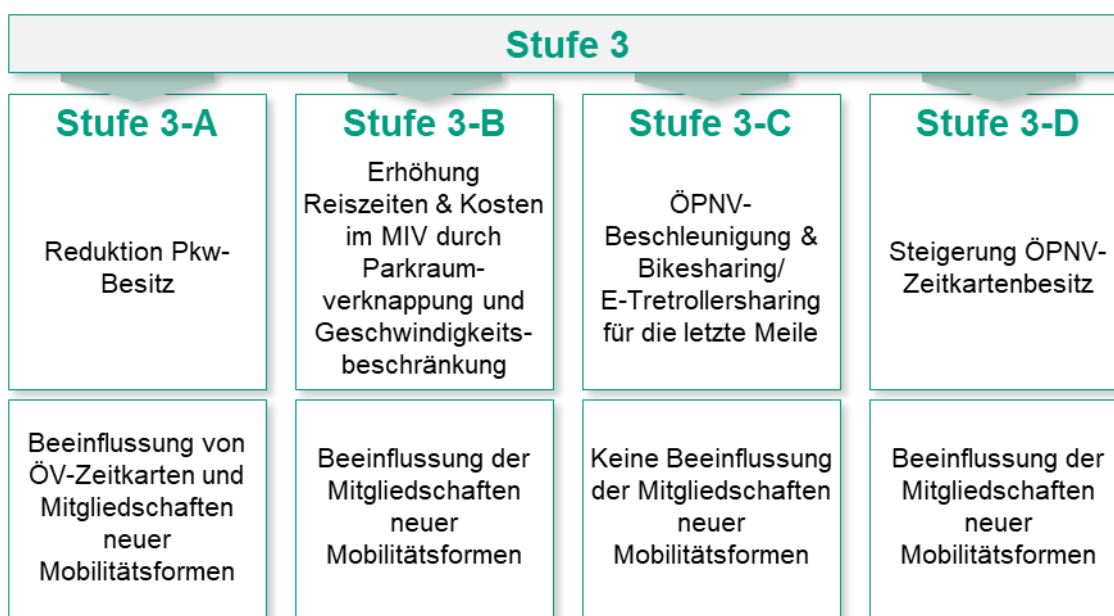 Stufe 3
Stufe 3-A
Reduktion Pkw-
Besitz
Beeinflussung von
ÖV-Zeitkarten und
Mitgliedschaften
neuer
Mobilitätsformen
Stufe 3-B
Erhöhung
Reiszeiten & Kosten
im MIV durch
Parkraum-
verknappung und
Geschwindigkeits-
beschränkung
Beeinflussung der
Mitgliedschaften
neuer
Mobilitätsformen
Stufe 3-C
ÖPNV-
Beschleunigung &
Bikesharing/
E-Tretrollersharing
für die letzte Meile
Keine Beeinflussung
der Mitgliedschaften
neuer
Mobilitätsformen
Stufe 3-D
Steigerung ÖPNV-
Zeitkartenbesitz
Beeinflussung der
Mitgliedschaften
neuer
Mobilitätsformen